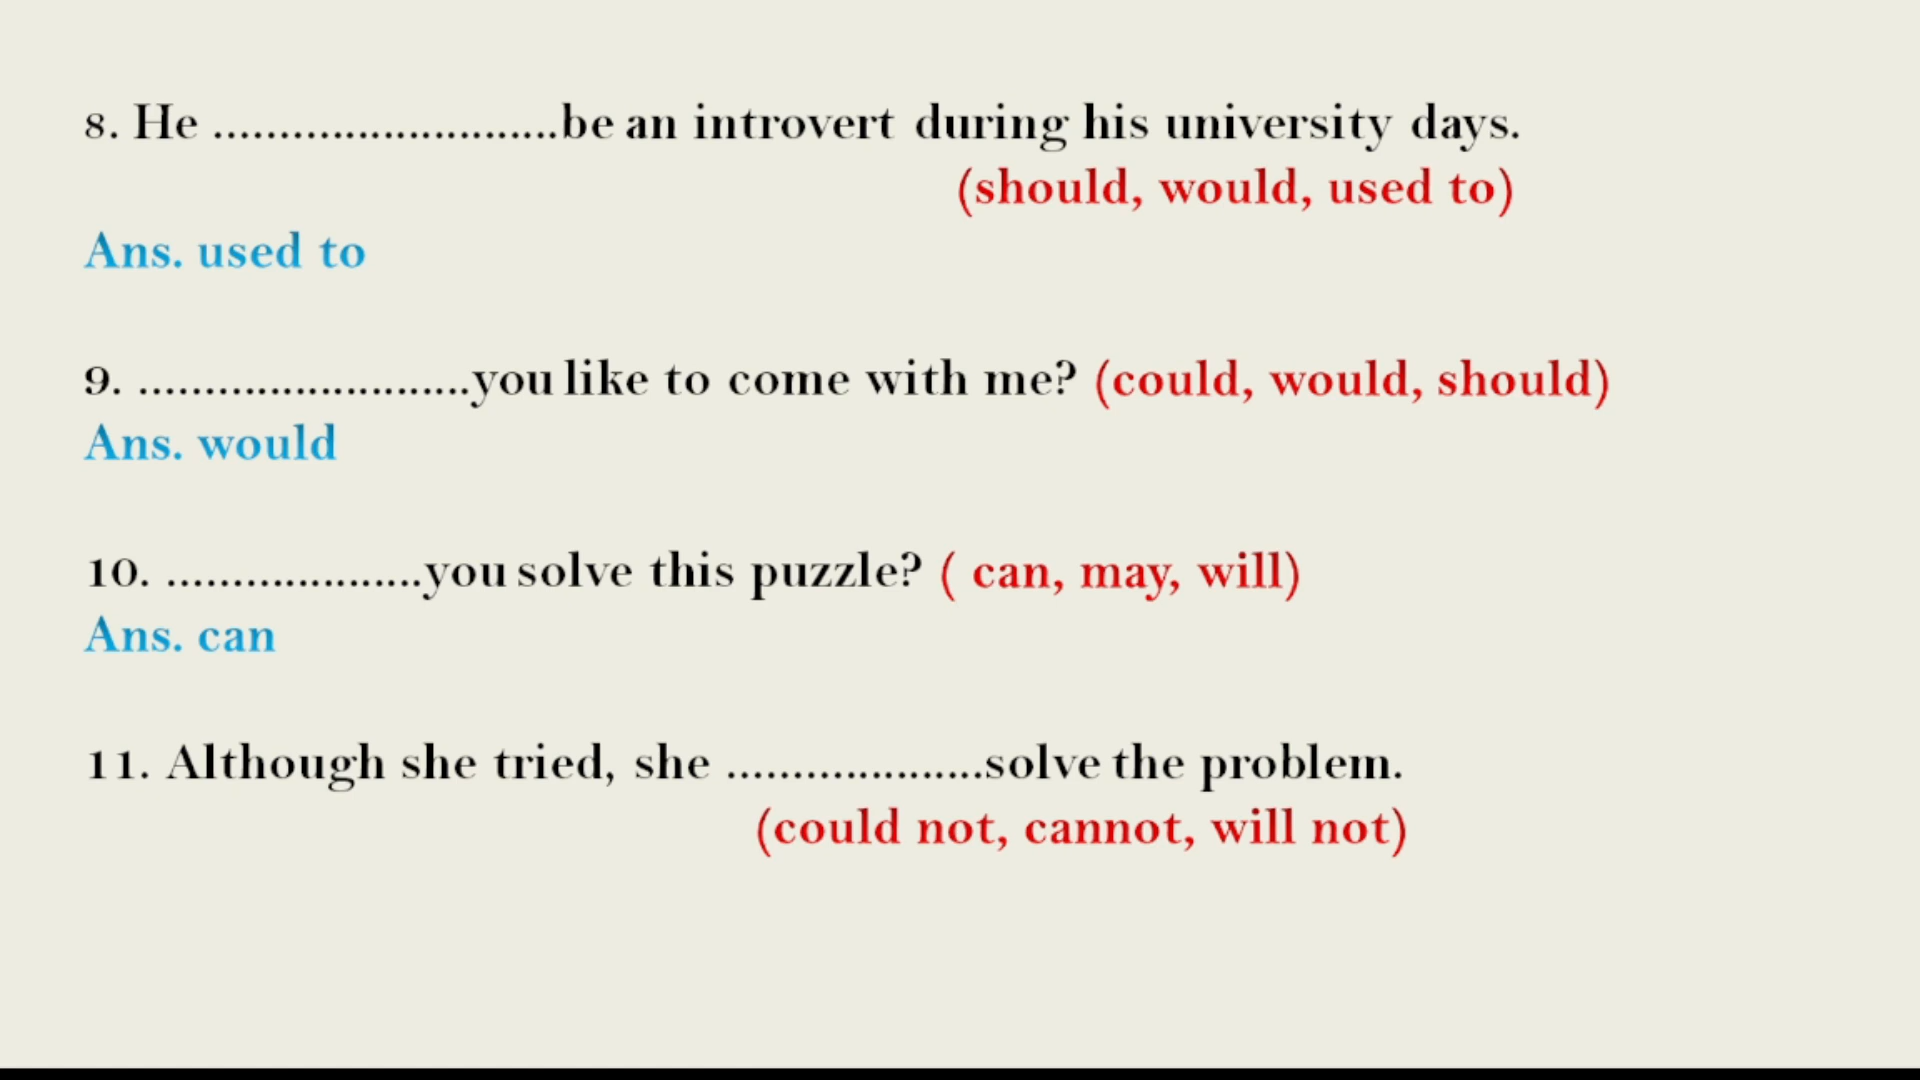 8. He ...........................be an introvert during his university days.
(should, would, used to)
Ans. used to
9. ..........................you like to come with me? (could, would, should)
Ans. would
10. ....................you solve this puzzle? ( can, may, will)
Ans. can
11. Although she tried, she ....................solve the problem.
(could not, cannot, will not)